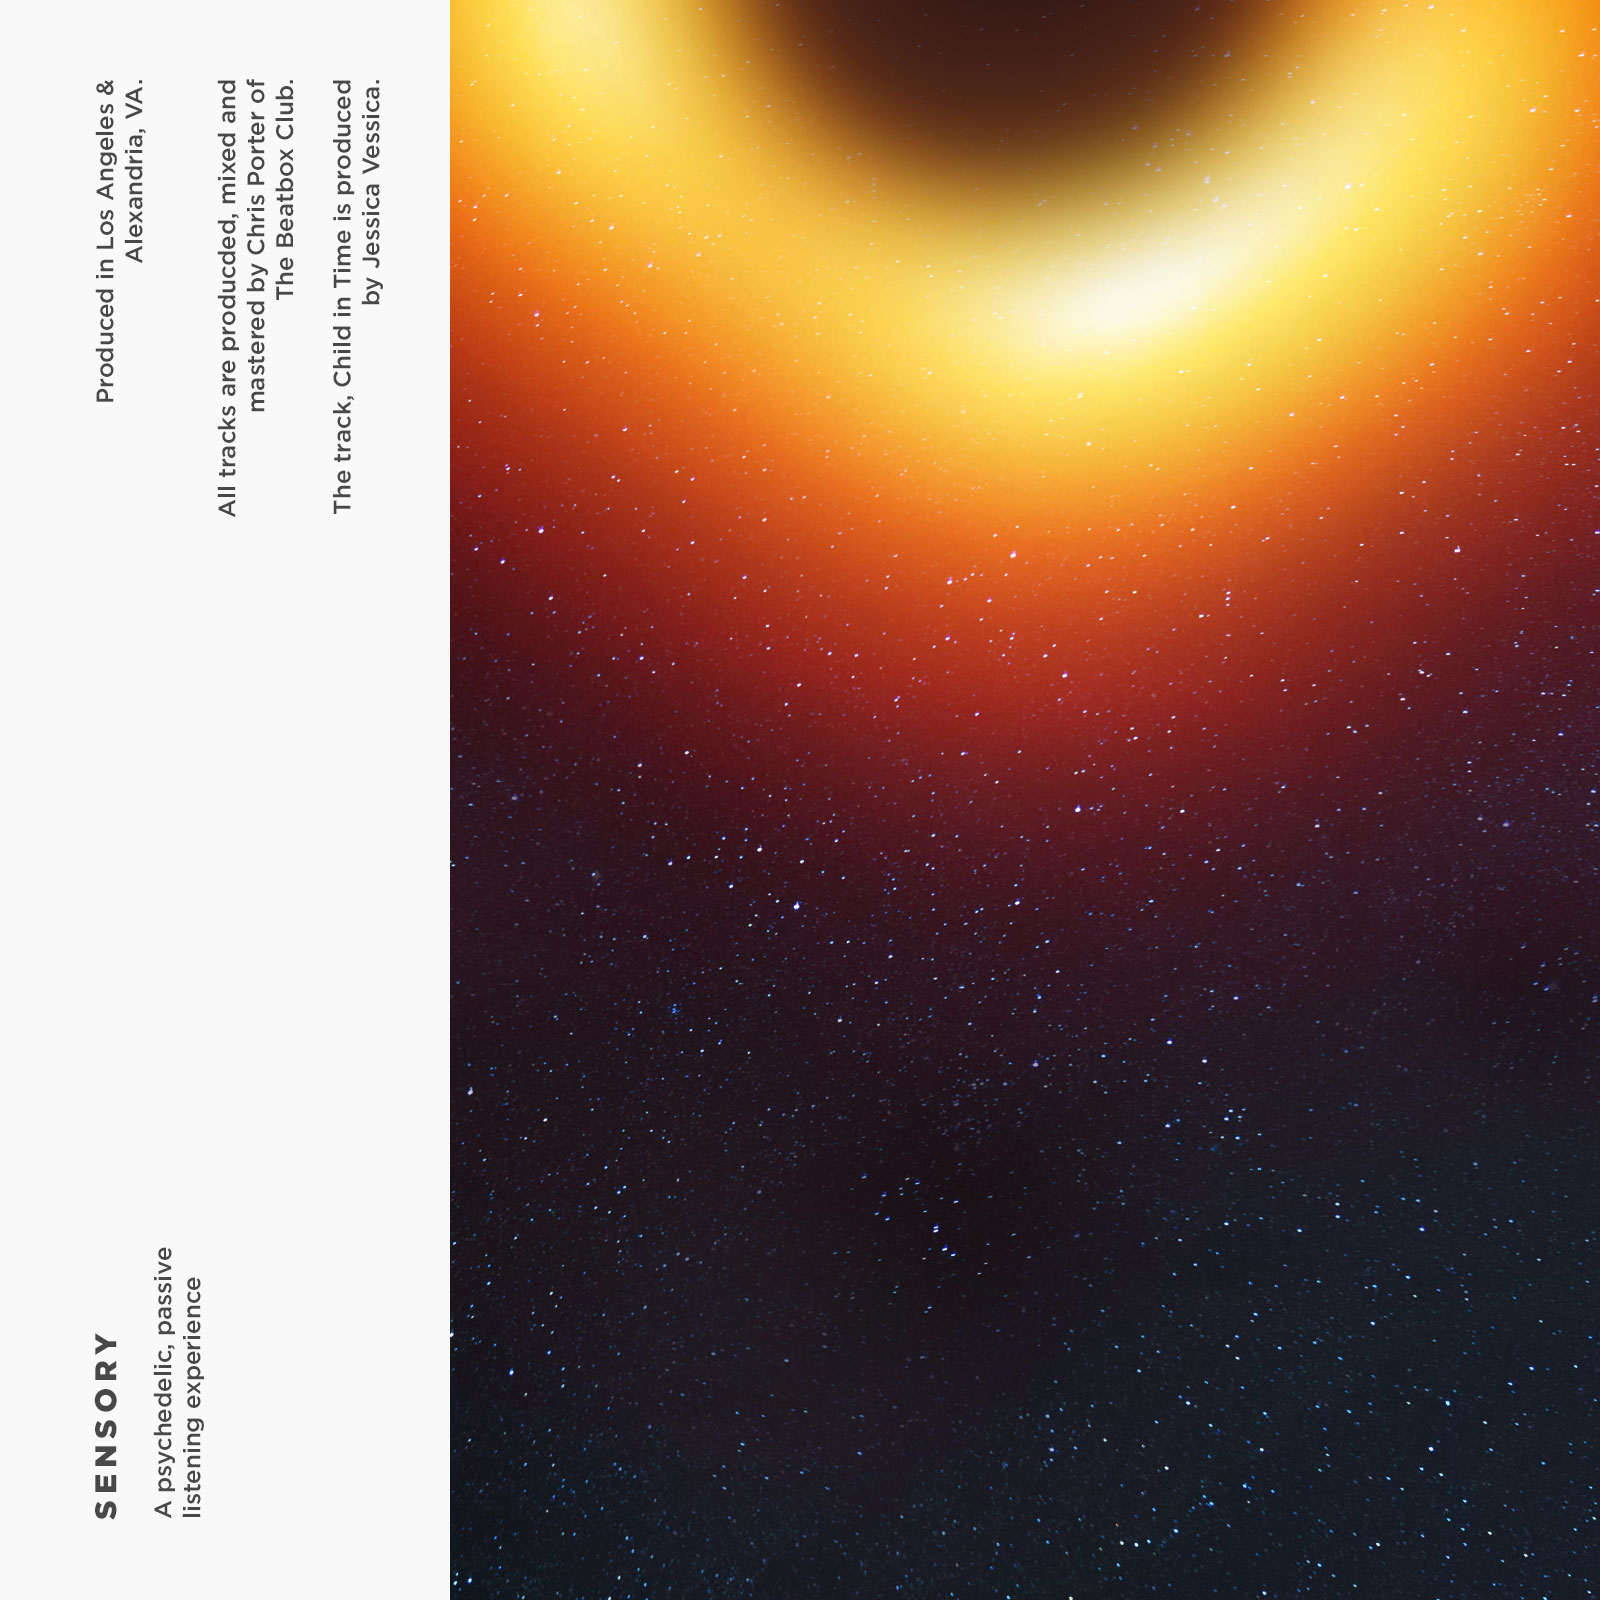 SENSORY
A psychedelic, passive
listening experience
Produced in Los Angeles &
Alexandria, VA.
All tracks are producded, mixed and
mastered by Chris Porter of
The Beatbox Club.
The track, Child in Time is produced
by Jessica Vessica.